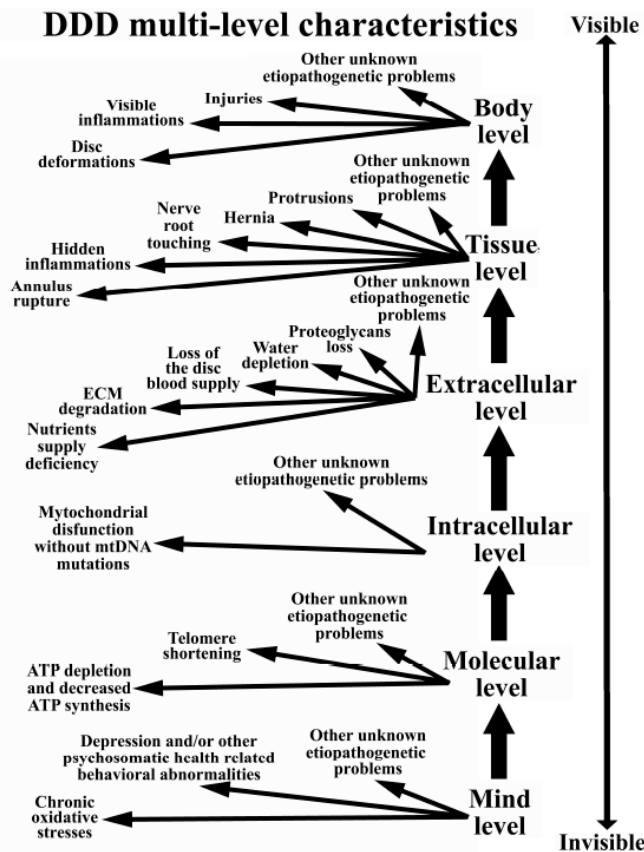 DDD multi-level characteristics
Visible
Other unknown
etiopathogenetic problems
Injuries
Visible
inflammations
Disc
deformations
Body
level
Other unknown
etiopathogenetic
problems
Protrusions
Hernia
Nerve
root
touching
Hidden
inflammations
Annulus
rupture
Tissue
level
Other unknown
etiopathogenetic
problems
Proteoglycans
loss
Water
depletion
Loss of
the disc
blood supply
ECM
degradation
Nutrients
supply
deficiency
Extracellular
level
Other unknown
etiopathogenetic problems
Mytochondrial
disfunction
without mtDNA
mutations
Intracellular
level
Other unknown
etiopathogenetic
problems
Telomere
shortening
ATP depletion
and decreased
ATP synthesis
Molecular
level
Other unknown
etiopathogenetic
problems
Depression and/or other
psychosomatic health related
behavioral abnormalities
Chronic
oxidative
stresses
Mind
level
Invisible